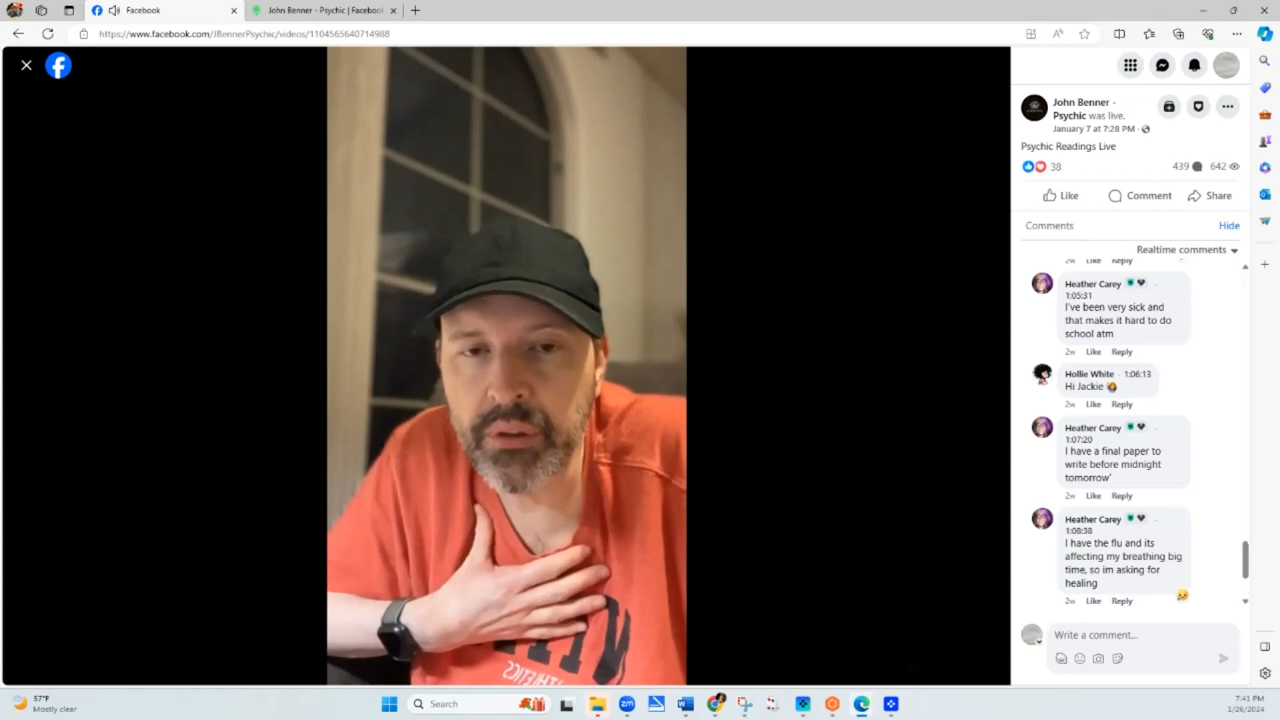 Facebook
John Benner - Psychic | Facebook
https://www.facebook.com/JBennerPsychic/videos/1104565640714988
John Benner -
Psychic was live.
January 7 at 7:28 PM ·
Psychic Readings Live
38
439
642
Like
Comment
Share
Comments
Hide
Realtime comments
2w Like Reply
Heather Carey
1:05:31
I've been very sick and
that makes it hard to do
school atm
2w Like Reply
Hollie White · 1:06:13
Hi Jackie
2w Like Reply
Heather Carey
1:07:20
I have a final paper to
write before midnight
tomorrow'
2w Like Reply
Heather Carey
1:08:38
I have the flu and its
affecting my breathing big
time, so im asking for
healing
2w Like Reply
Write a comment...
57°F
Mostly clear
Search
7:41 PM
1/26/2024